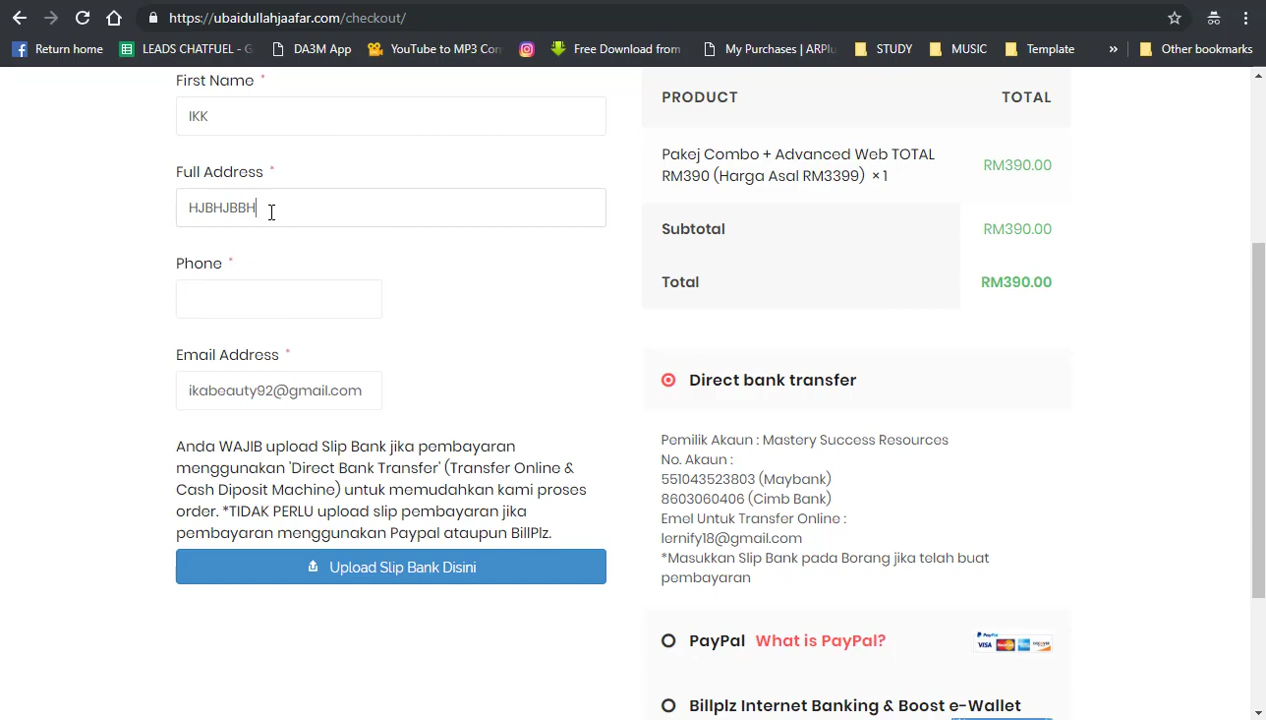 https://ubaidullahjaafar.com/checkout/
Return home
LEADS CHATFUEL - G
DA3M App
YouTube to MP3 Con
Free Download from
My Purchases | ARPlu
STUDY
MUSIC
Template
»
Other bookmarks
First Name *
IKK
Full Address *
HJBHJBBH
Phone *
Email Address *
ikabeauty92@gmail.com
Anda WAJIB upload Slip Bank jika pembayaran
menggunakan 'Direct Bank Transfer' (Transfer Online &
Cash Diposit Machine) untuk memudahkan kami proses
order. *TIDAK PERLU upload slip pembayaran jika
pembayaran menggunakan Paypal ataupun BillPlz.
Upload Slip Bank Disini
PRODUCT TOTAL
Pakej Combo + Advanced Web TOTAL
RM390 (Harga Asal RM3399) × 1
RM390.00
Subtotal RM390.00
Total RM390.00
Direct bank transfer
Pemilik Akaun : Mastery Success Resources
No. Akaun :
551043523803 (Maybank)
8603060406 (Cimb Bank)
Emel Untuk Transfer Online :
lernify18@gmail.com
*Masukkan Slip Bank pada Borang jika telah buat
pembayaran
PayPal What is PayPal?
PayPal
VISA
Billplz Internet Banking & Boost e-Wallet